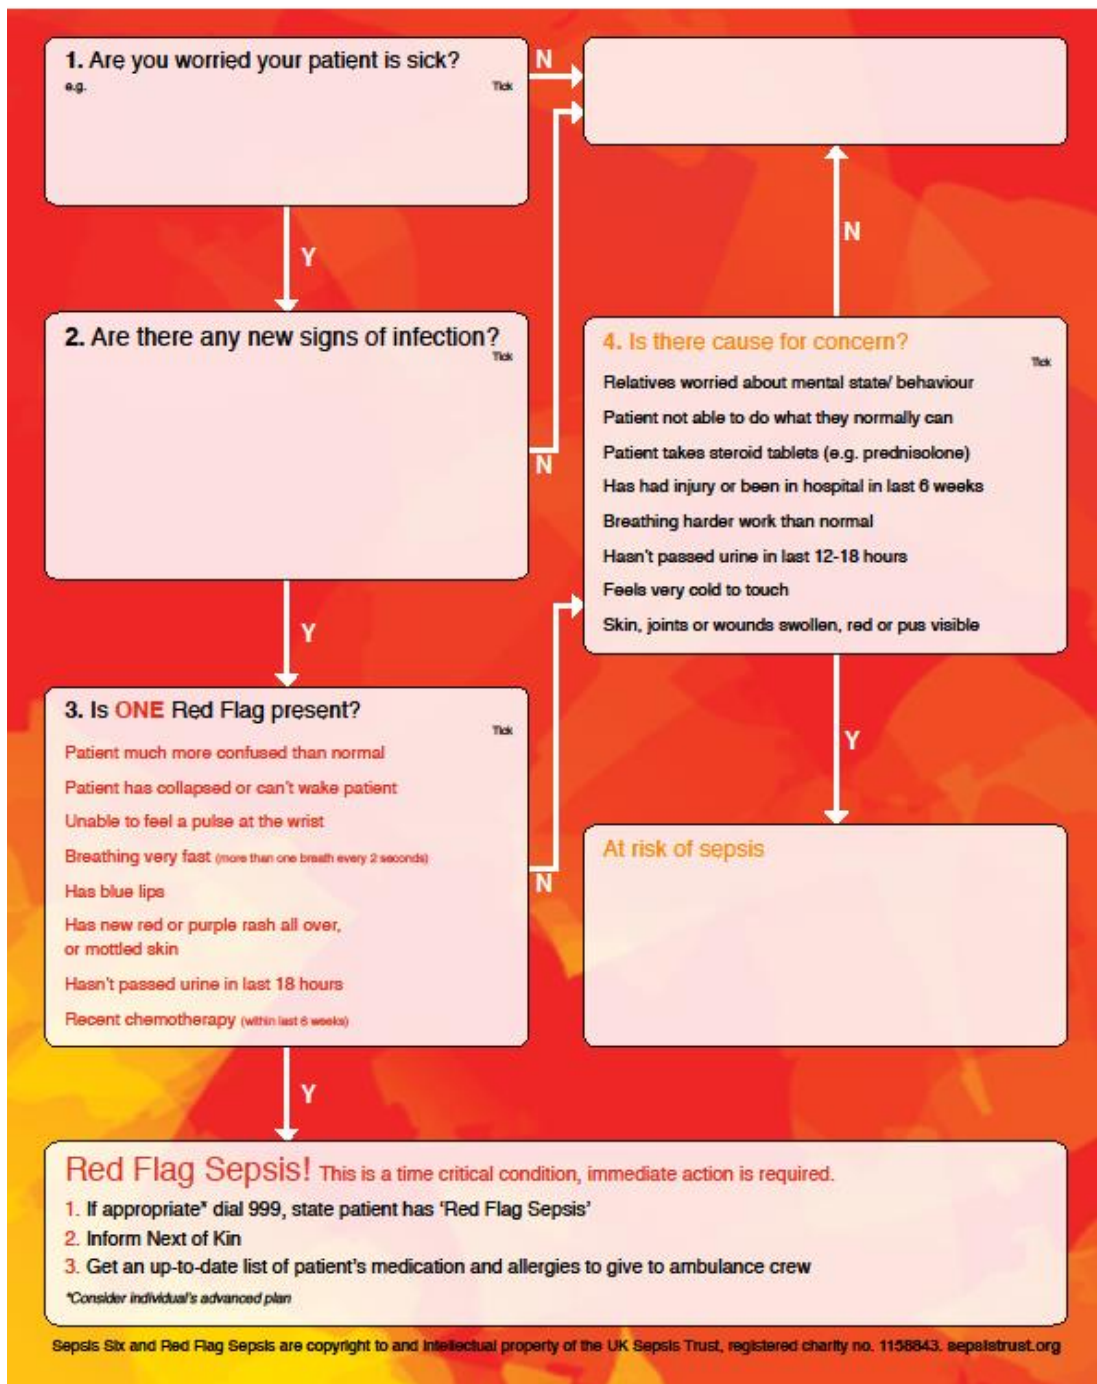 1. Are you worried your patient is sick?
e.g.
Tick
N
Y
2. Are there any new signs of infection?
Tick
N
Y
3. Is ONE Red Flag present?
Tick
Patient much more confused than normal
Patient has collapsed or can't wake patient
Unable to feel a pulse at the wrist
Breathing very fast (more than one breath every 2 seconds)
Has blue lips
Has new red or purple rash all over,
or mottled skin
Hasn't passed urine in last 18 hours
Recent chemotherapy (within last 6 weeks)
N
Y
N
4. Is there cause for concern?
Tick
Relatives worried about mental state/ behaviour
Patient not able to do what they normally can
Patient takes steroid tablets (e.g. prednisolone)
Has had injury or been in hospital in last 6 weeks
Breathing harder work than normal
Hasn't passed urine in last 12-18 hours
Feels very cold to touch
Skin, joints or wounds swollen, red or pus visible
Y
At risk of sepsis
Red Flag Sepsis! This is a time critical condition, immediate action is required.
1. If appropriate* dial 999, state patient has 'Red Flag Sepsis'
2. Inform Next of Kin
3. Get an up-to-date list of patient's medication and allergies to give to ambulance crew
*Consider individual's advanced plan
Sepsis Six and Red Flag Sepsis are copyright to and intellectual property of the UK Sepsis Trust, registered charity no. 1158843. sepsistrust.org